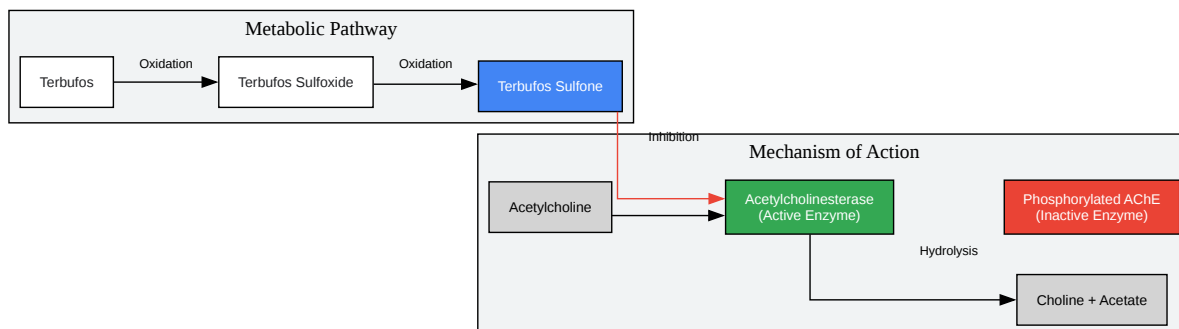 Metabolic Pathway
Terbufos
Oxidation
Terbufos Sulfoxide
Oxidation
Terbufos Sulfone
Inhibition
Mechanism of Action
Acetylcholine
Acetylcholinesterase
(Active Enzyme)
Phosphorylated AChE
(Inactive Enzyme)
Hydrolysis
Choline + Acetate